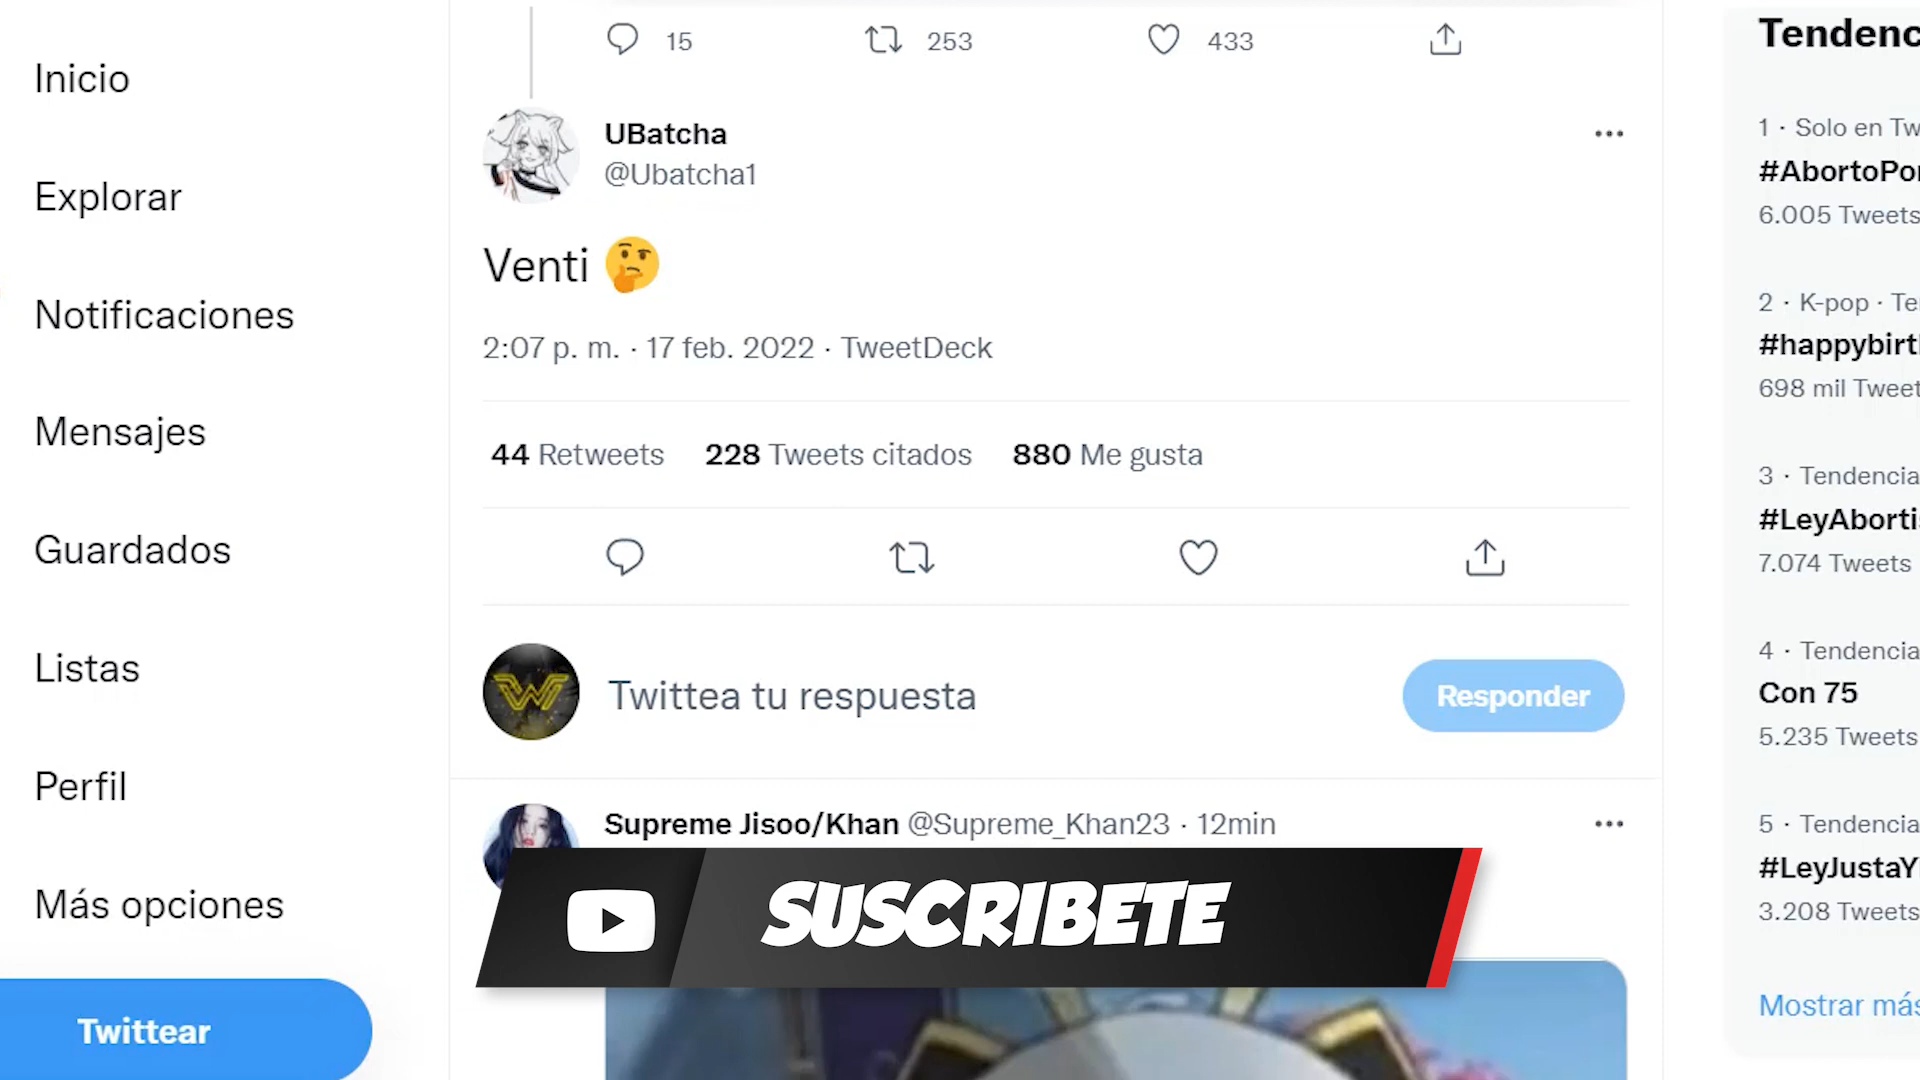 Inicio
Explorar
Notificaciones
Mensajes
Guardados
Listas
Perfil
Más opciones
Twittear
15 253 433
UBatcha
@Ubatcha1
Venti 🤔
2:07 p. m. · 17 feb. 2022 · TweetDeck
44 Retweets 228 Tweets citados 880 Me gusta
Twittea tu respuesta
Responder
Supreme Jisoo/Khan @Supreme_Khan23 · 12min
SUSCRIBETE
Tendenc
1 · Solo en Tw
#AbortoPo
6.005 Tweets
2 · K-pop · Te
#happybirt
698 mil Tweet
3 · Tendencia
#LeyAborti
7.074 Tweets
4 · Tendencia
Con 75
5.235 Tweets
5 · Tendencia
#LeyJustaY
3.208 Tweets
Mostrar más